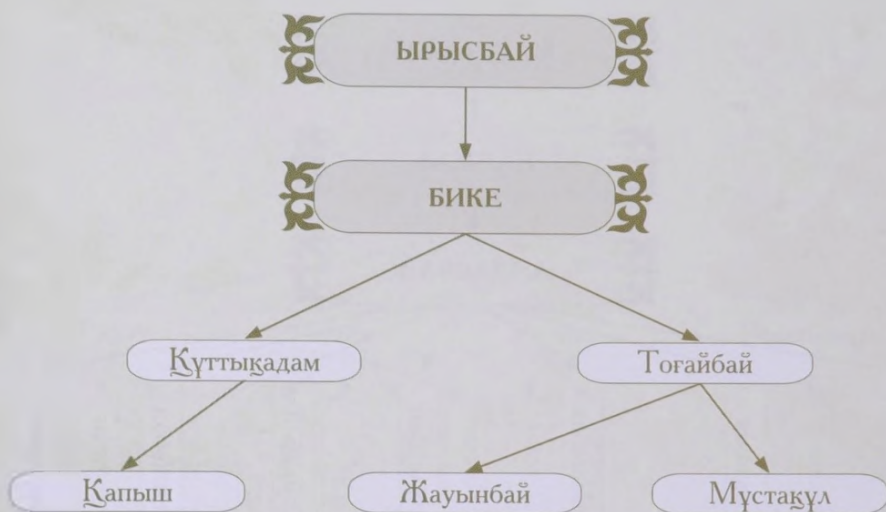 ЫРЫСБАЙ
БИКЕ
Құттықадам
Тоғайбай
Қапыш
Жауынбай
Мұстақұл